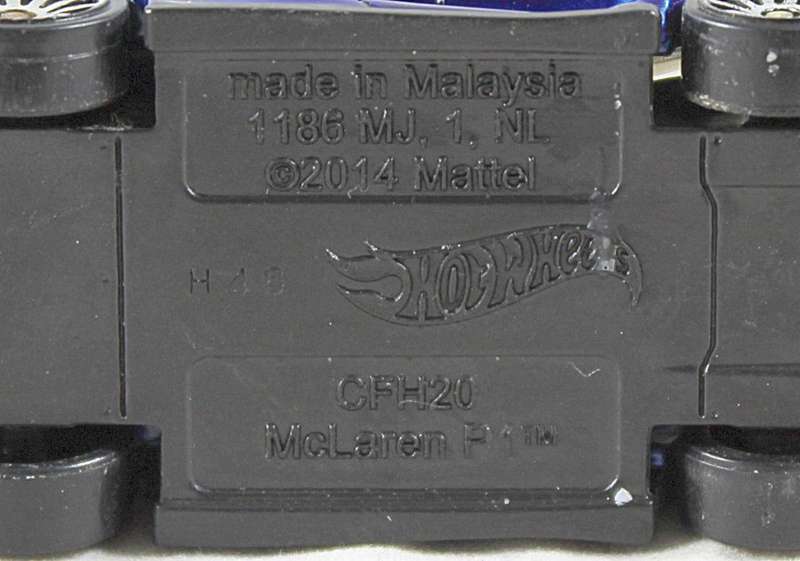 made in Malaysia
1186 MJ, 1, NL
©2014 Mattel
HOT WHEELS
CFH20
McLaren P1™